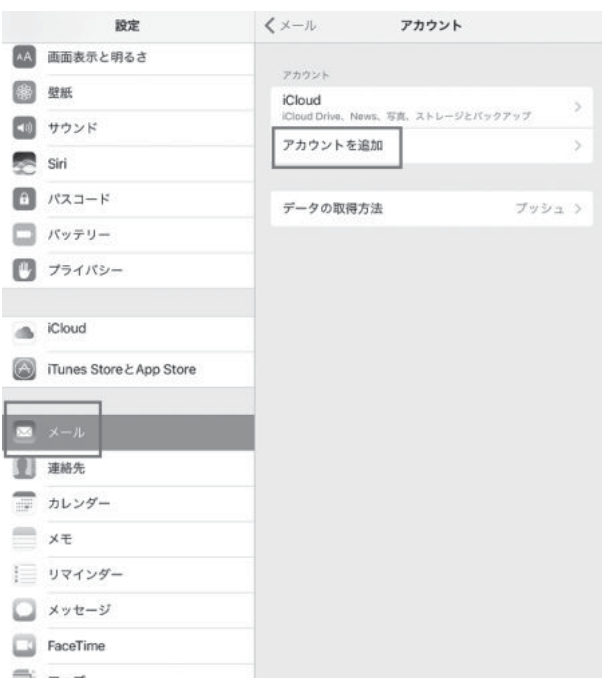 設定
画面表示と明るさ
壁紙
サウンド
Siri
パスコード
バッテリー
プライバシー
iCloud
iTunes StoreとApp Store
メール
連絡先
カレンダー
メモ
リマインダー
メッセージ
FaceTime
メール
アカウント
アカウント
iCloud
iCloud Drive、News、写真、ストレージとバックアップ
アカウントを追加
データの取得方法 プッシュ